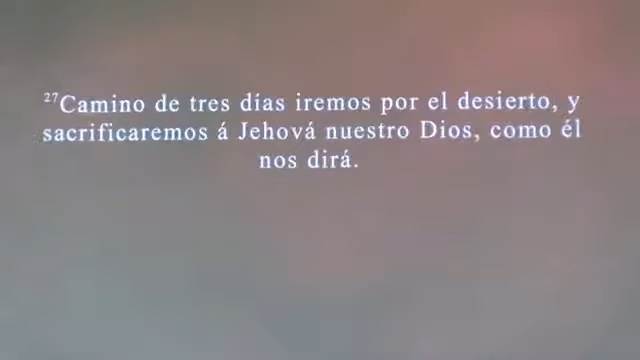 ²⁷Camino de tres días iremos por el desierto, y
sacrificaremos á Jehová nuestro Dios, como él
nos dirá.